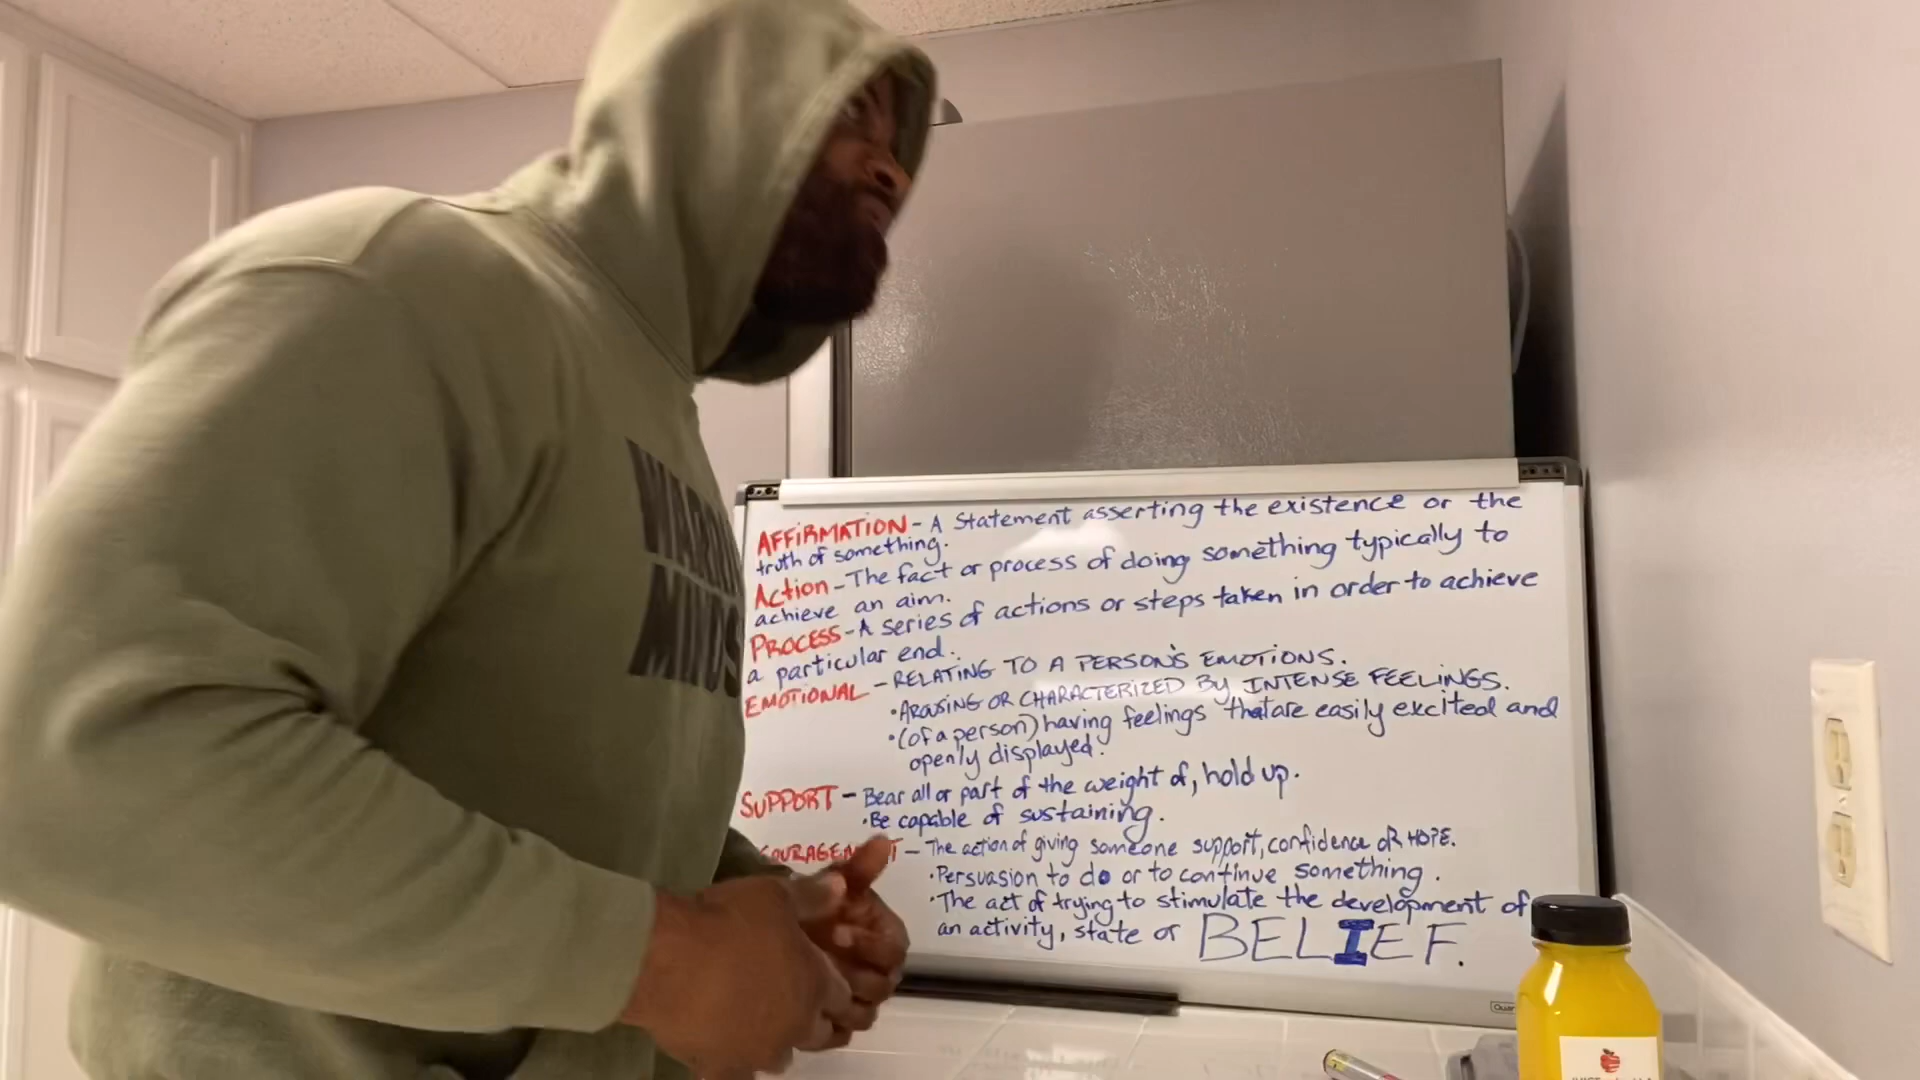 AFFIRMATION - A Statement asserting the existence or the
truth of something.
Action - The fact or process of doing something typically to
achieve an aim.
PROCESS - A series of actions or steps taken in order to achieve
a particular end.
EMOTIONAL - RELATING TO A PERSON'S EMOTIONS.
• AROUSING OR CHARACTERIZED BY INTENSE FEELINGS.
• (of a person) having feelings that are easily excited and
openly displayed.
SUPPORT - Bear all or part of the weight of, hold up.
• Be capable of sustaining.
- The action of giving someone support, confidence OR HOPE.
• Persuasion to do or to continue something.
• The act of trying to stimulate the development of
an activity, state or BELIEF.